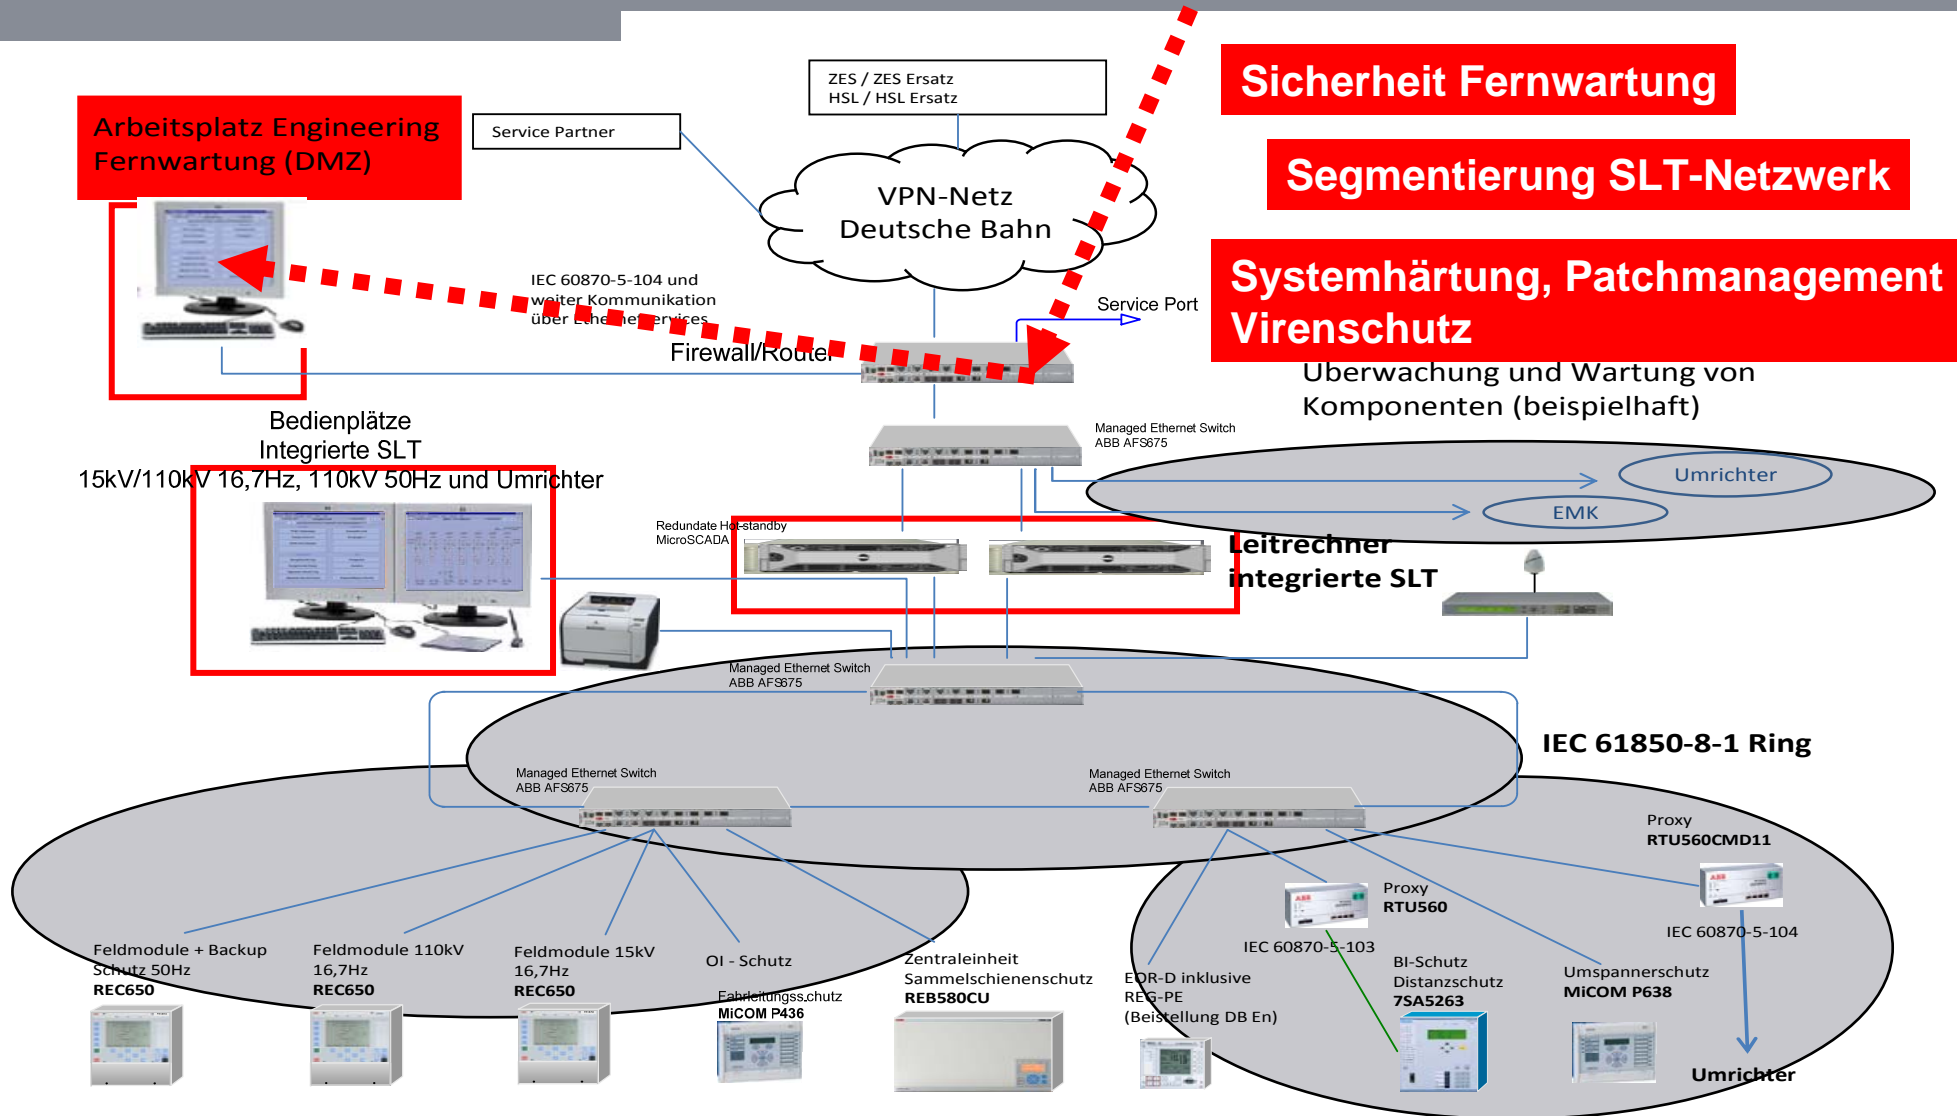 ZES / ZES Ersatz
HSL / HSL Ersatz
Sicherheit Fernwartung
Arbeitsplatz Engineering
Fernwartung (DMZ)
Service Partner
Segmentierung SLT-Netzwerk
VPN-Netz
Deutsche Bahn
IEC 60870-5-104 und
weiter Kommunikation
über Ethernetservices
Service Port
Systemhärtung, Patchmanagement
Virenschutz
Firewall/Router
Überwachung und Wartung von
Komponenten (beispielhaft)
Bedienplätze
Integrierte SLT
15kV/110kV 16,7Hz, 110kV 50Hz und Umrichter
Managed Ethernet Switch
ABB AFS675
Umrichter
EMK
Redundate Hot-standby
MicroSCADA
Leitrechner
integrierte SLT
Managed Ethernet Switch
ABB AFS675
IEC 61850-8-1 Ring
Managed Ethernet Switch
ABB AFS675
Managed Ethernet Switch
ABB AFS675
Proxy
RTU560CMD11
Proxy
RTU560
IEC 60870-5-103
IEC 60870-5-104
Feldmodule + Backup
Schutz 50Hz
REC650
Feldmodule 110kV
16,7Hz
REC650
Feldmodule 15kV
16,7Hz
REC650
OI - Schutz
Fahrleitungsschutz
MiCOM P436
Zentraleinheit
Sammelschienenschutz
REB580CU
EOR-D inklusive
REG-PE
(Beistellung DB En)
BI-Schutz
Distanzschutz
7SA5263
Umspannerschutz
MiCOM P638
Umrichter